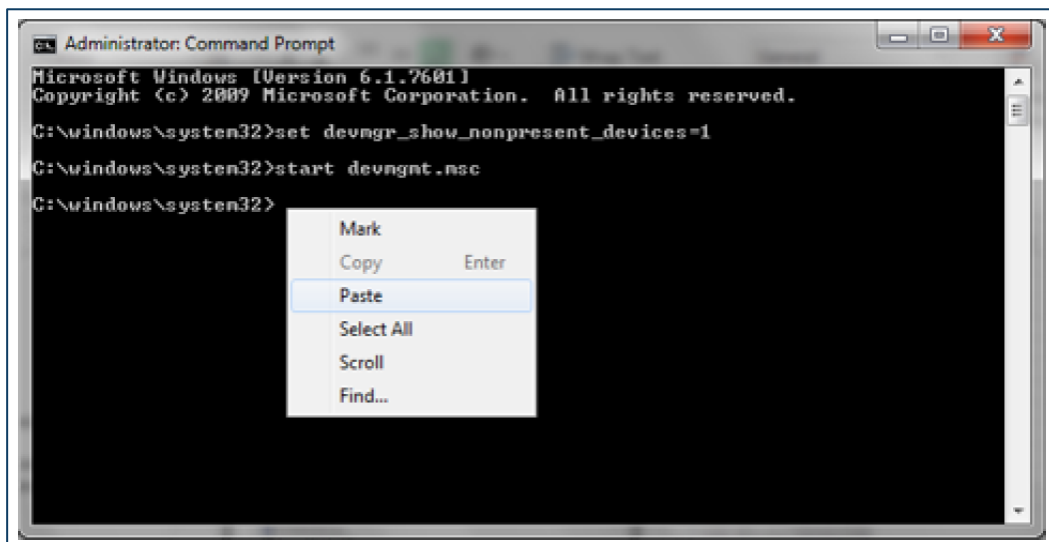 Administrator: Command Prompt
Microsoft Windows [Version 6.1.7601]
Copyright (c) 2009 Microsoft Corporation.  All rights reserved.
C:\windows\system32>set devmgr_show_nonpresent_devices=1
C:\windows\system32>start devmgmt.msc
C:\windows\system32>
Mark
Copy Enter
Paste
Select All
Scroll
Find...